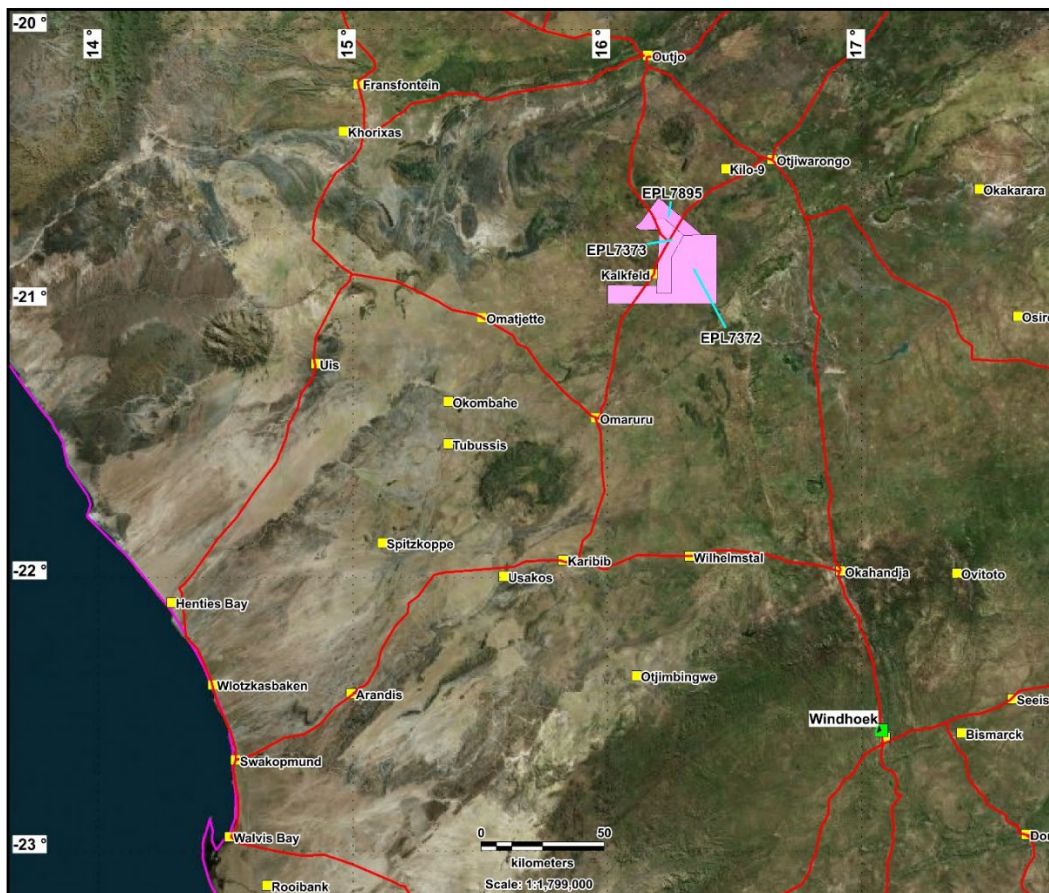 -20 °
14 °
15 °
16 °
17 °
Outjo
Fransfontein
Khorixas
Kilo-9
Otjiwarongo
Okakarara
EPL7895
EPL7373
Kalkfeld
-21 °
Omatjette
EPL7372
Osire
Uis
Okombahe
Omaruru
Tubussis
Spitzkoppe
Karibib
Wilhelmstal
-22 °
Usakos
Okahandja
Ovitoto
Henties Bay
Otjimbingwe
Wlotzkasbaken
Arandis
Seeis
Windhoek
Bismarck
Swakopmund
Walvis Bay
0
50
Dor
-23 °
kilometers
Scale: 1:1,799,000
Rooibank